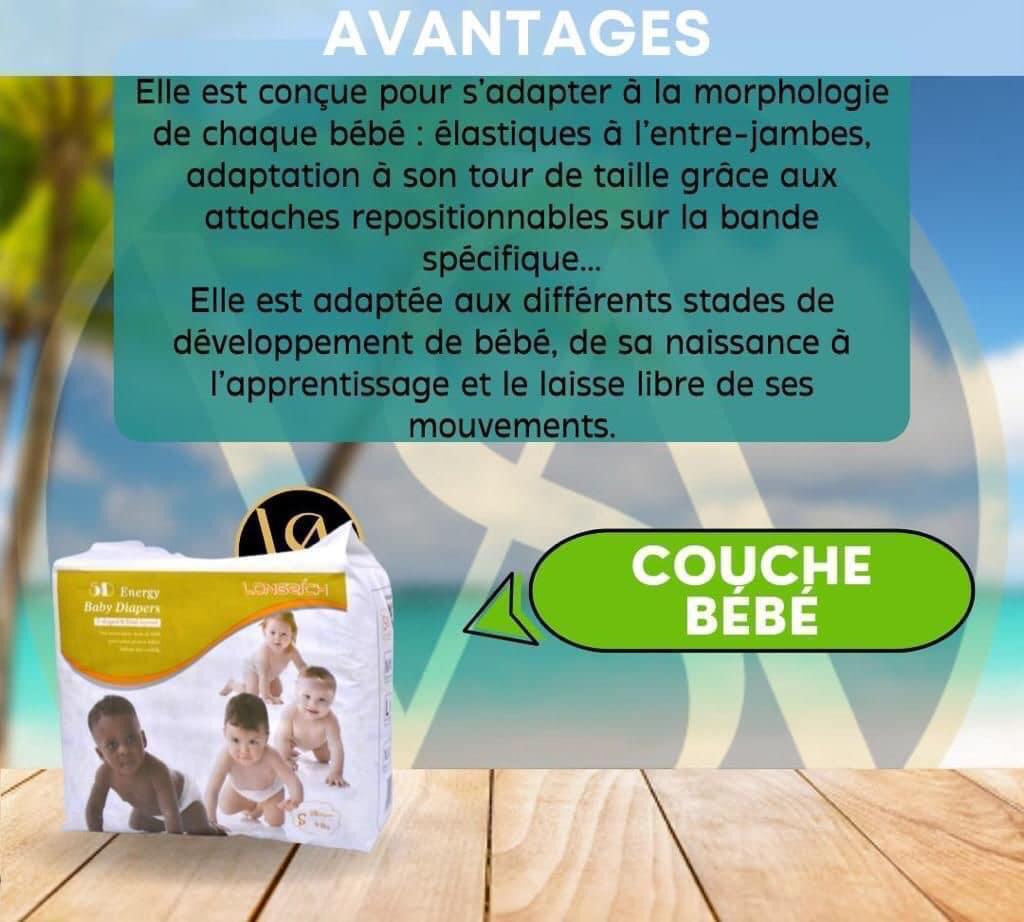 AVANTAGES
Elle est conçue pour s'adapter à la morphologie
de chaque bébé : élastiques à l'entre-jambes,
adaptation à son tour de taille grâce aux
attaches repositionnables sur la bande
spécifique...
Elle est adaptée aux différents stades de
développement de bébé, de sa naissance à
l'apprentissage et le laisse libre de ses
mouvements.
COUCHE
BÉBÉ
5D Energy
Baby Diapers
LONGRICH
S